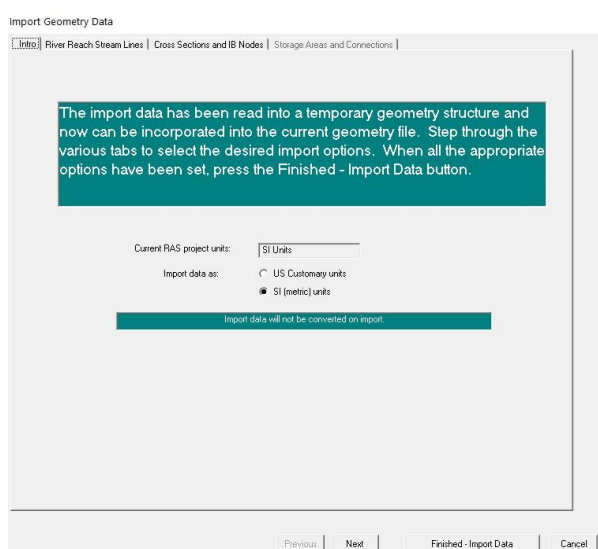 Import Geometry Data
Intro River Reach Stream Lines Cross Sections and IB Nodes Storage Areas and Connections
The import data has been read into a temporary geometry structure and
now can be incorporated into the current geometry file. Step through the
various tabs to select the desired import options. When all the appropriate
options have been set, press the Finished - Import Data button.
Current RAS project units: SI Units
Import data as: US Customary units
SI (metric) units
Import data will not be converted on import.
Previous Next Finished - Import Data Cancel